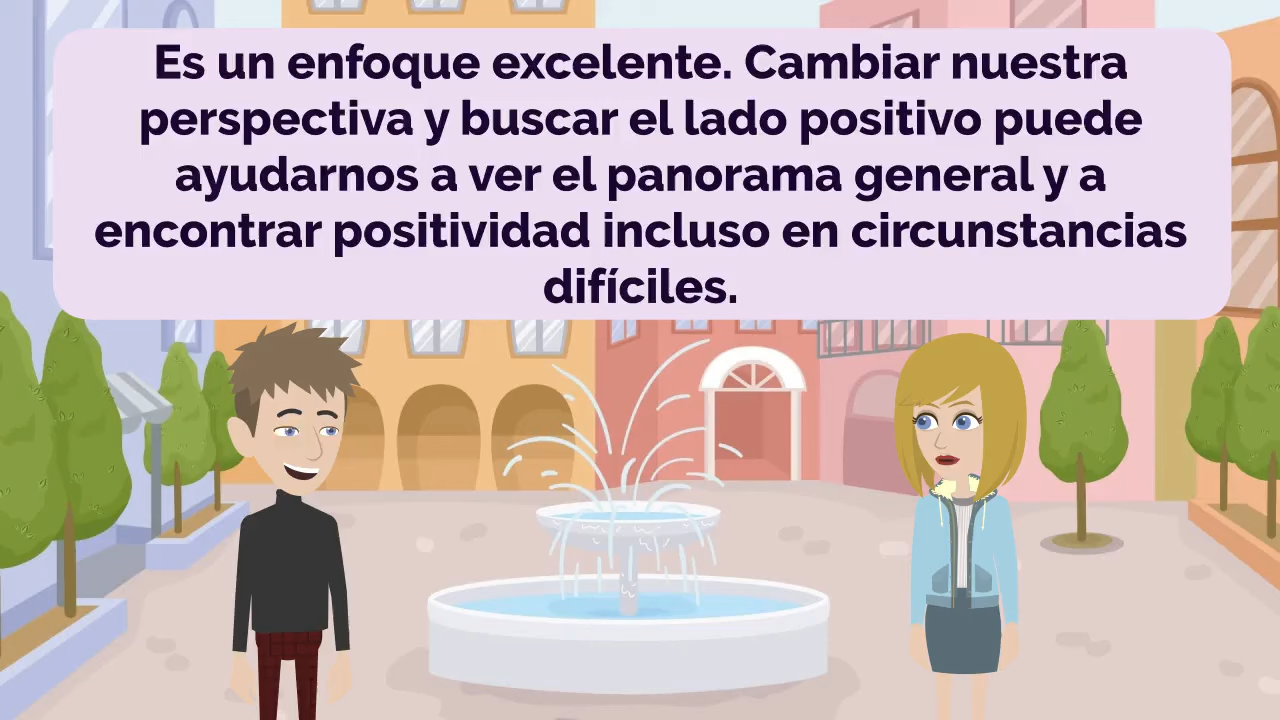 Es un enfoque excelente. Cambiar nuestra
perspectiva y buscar el lado positivo puede
ayudarnos a ver el panorama general y a
encontrar positividad incluso en circunstancias
difíciles.